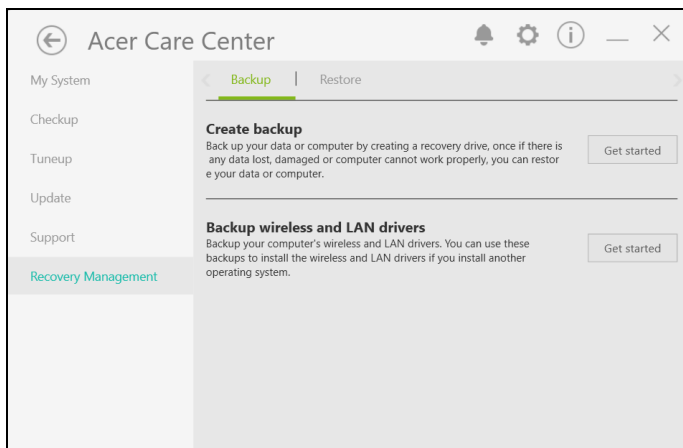 Acer Care Center
My System
Checkup
Tuneup
Update
Support
Recovery Management
Backup | Restore
Create backup
Back up your data or computer by creating a recovery drive, once if there is
any data lost, damaged or computer cannot work properly, you can restor
e your data or computer.
Get started
Backup wireless and LAN drivers
Backup your computer's wireless and LAN drivers. You can use these
backups to install the wireless and LAN drivers if you install another
operating system.
Get started